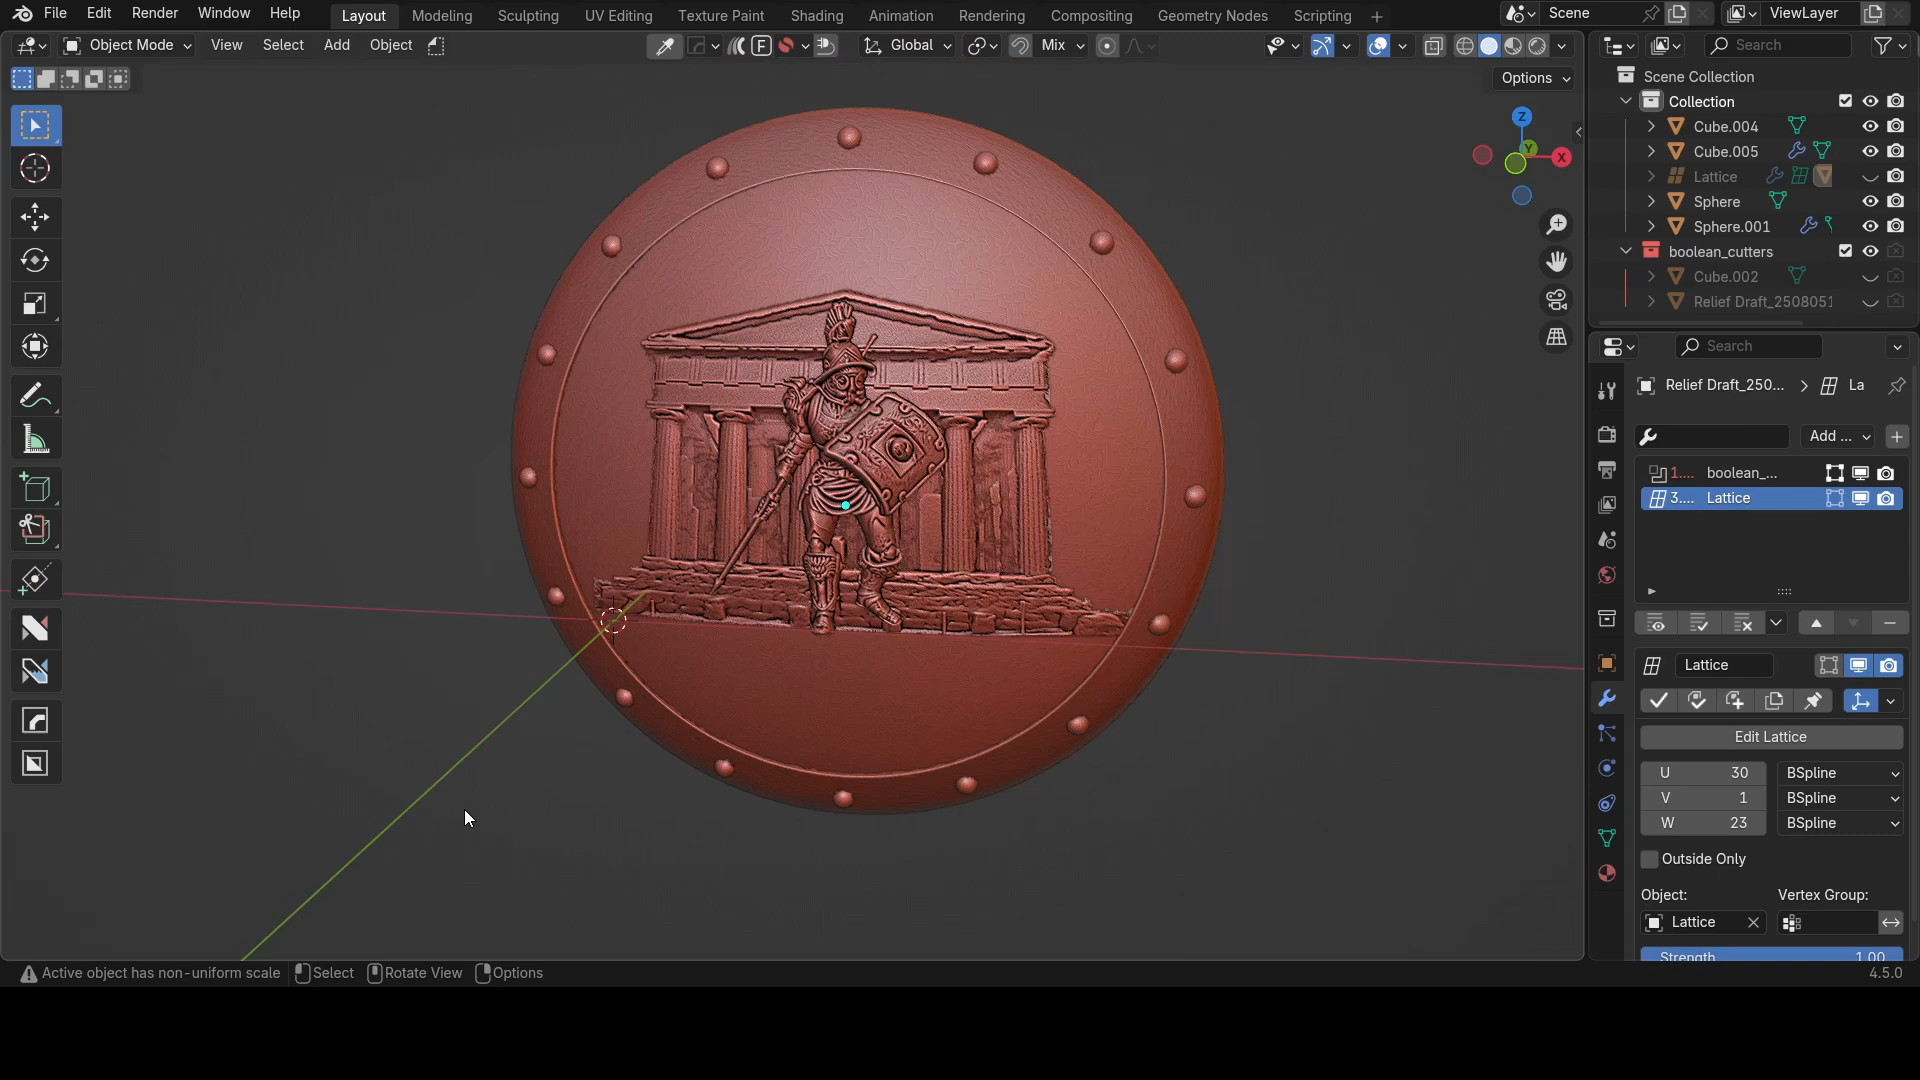 File Edit Render Window Help Layout Modeling Sculpting UV Editing Texture Paint Shading Animation Rendering Compositing Geometry Nodes Scripting + Scene ViewLayer
Object Mode View Select Add Object F Global Mix Search
Options
Scene Collection
Collection
Cube.004
Cube.005
Lattice
Sphere
Sphere.001
boolean_cutters
Cube.002
Relief Draft_2508051
Z
Y
X
Search
Relief Draft_250... > La
Add ...
1.... boolean_...
3.... Lattice
Lattice
Edit Lattice
U 30 BSpline
V 1 BSpline
W 23 BSpline
Outside Only
Object: Vertex Group:
Lattice
Strength 1.00
Active object has non-uniform scale Select Rotate View Options 4.5.0